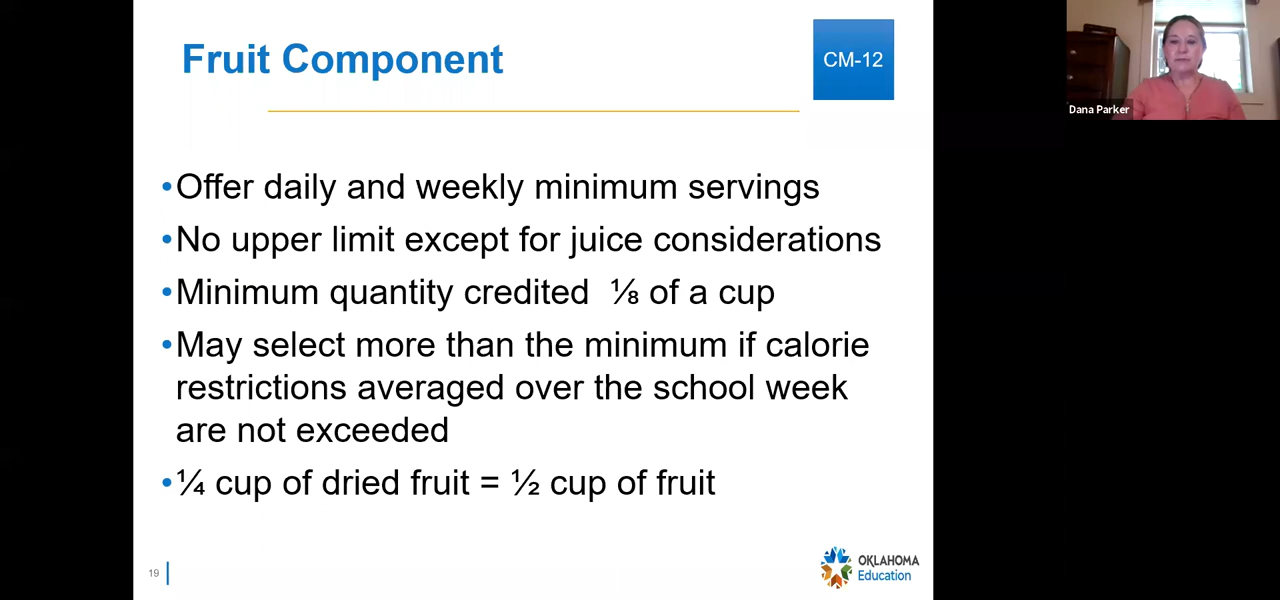 Fruit Component
CM-12
Dana Parker
•Offer daily and weekly minimum servings
•No upper limit except for juice considerations
•Minimum quantity credited  ⅛ of a cup
•May select more than the minimum if calorie
restrictions averaged over the school week
are not exceeded
•¼ cup of dried fruit = ½ cup of fruit
19
OKLAHOMA
Education